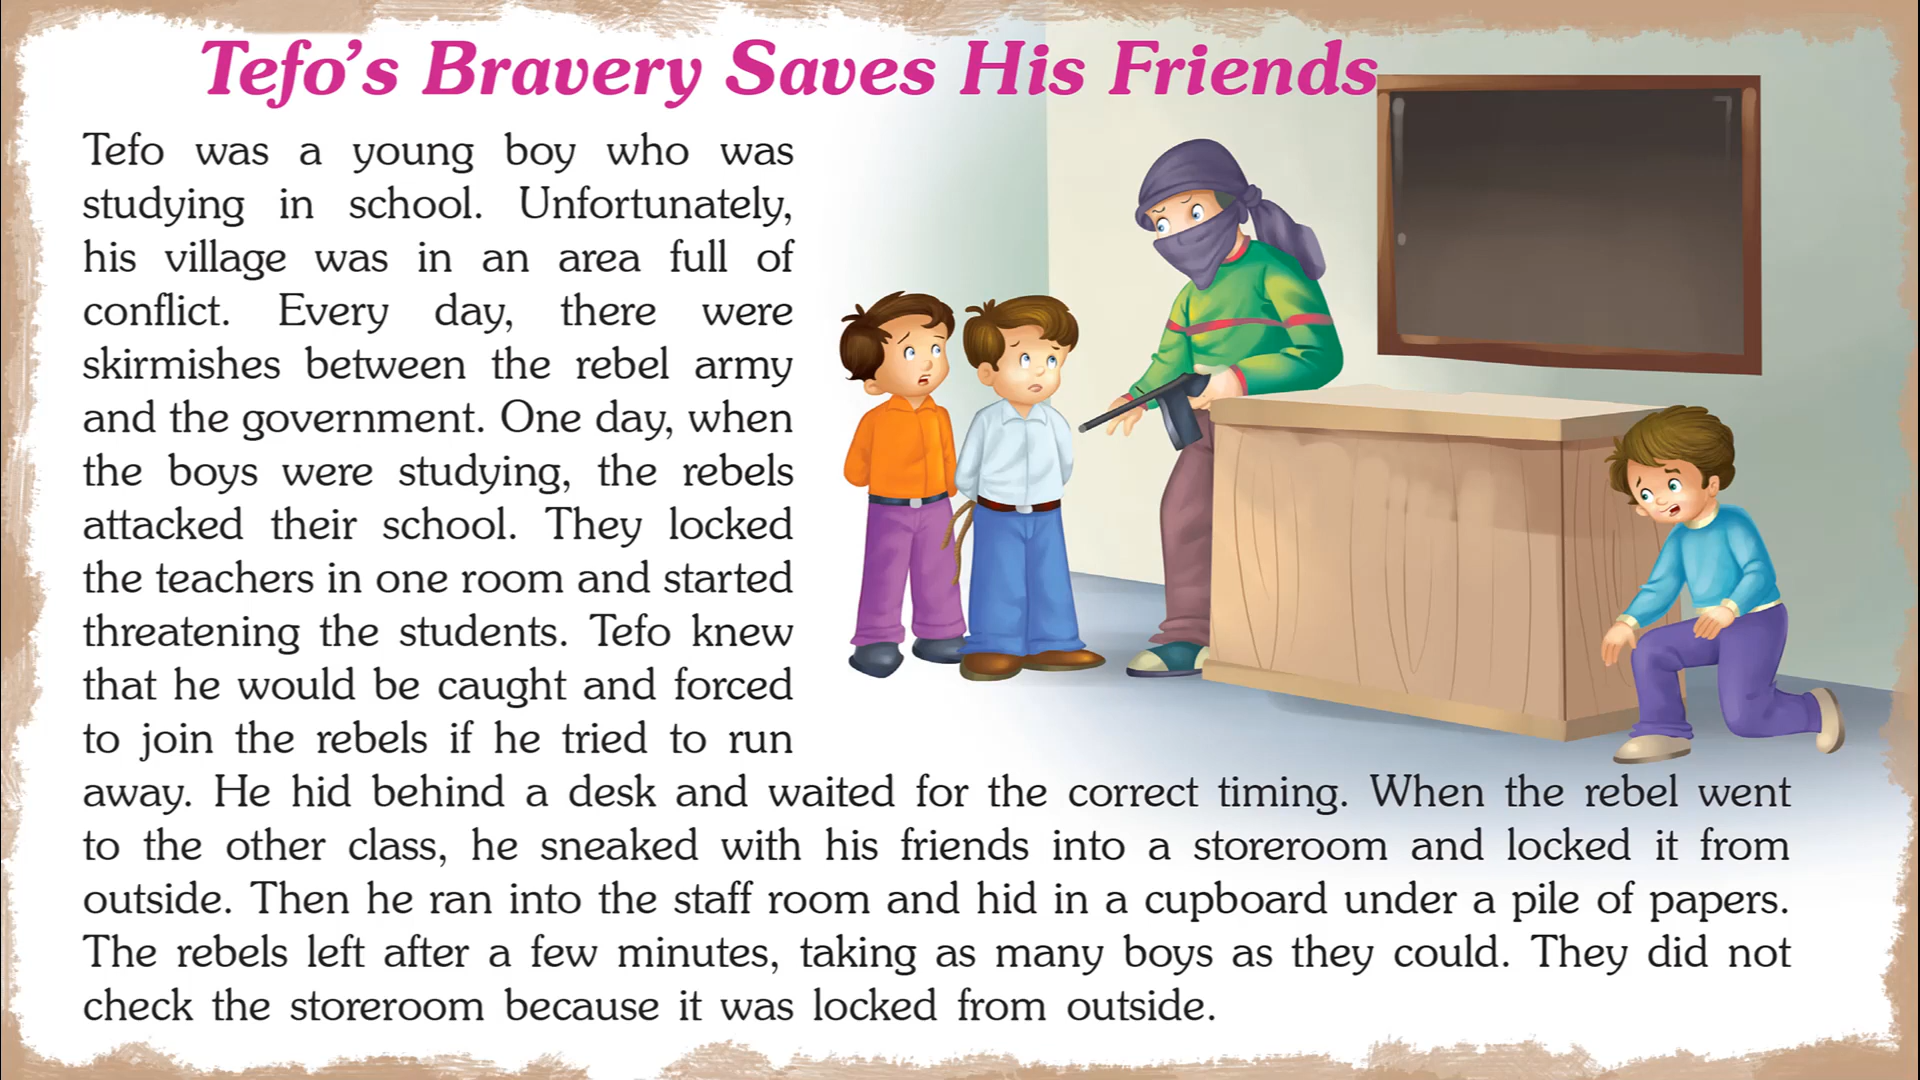 Tefo's Bravery Saves His Friends
Tefo was a young boy who was
studying in school. Unfortunately,
his village was in an area full of
conflict. Every day, there were
skirmishes between the rebel army
and the government. One day, when
the boys were studying, the rebels
attacked their school. They locked
the teachers in one room and started
threatening the students. Tefo knew
that he would be caught and forced
to join the rebels if he tried to run
away. He hid behind a desk and waited for the correct timing. When the rebel went
to the other class, he sneaked with his friends into a storeroom and locked it from
outside. Then he ran into the staff room and hid in a cupboard under a pile of papers.
The rebels left after a few minutes, taking as many boys as they could. They did not
check the storeroom because it was locked from outside.